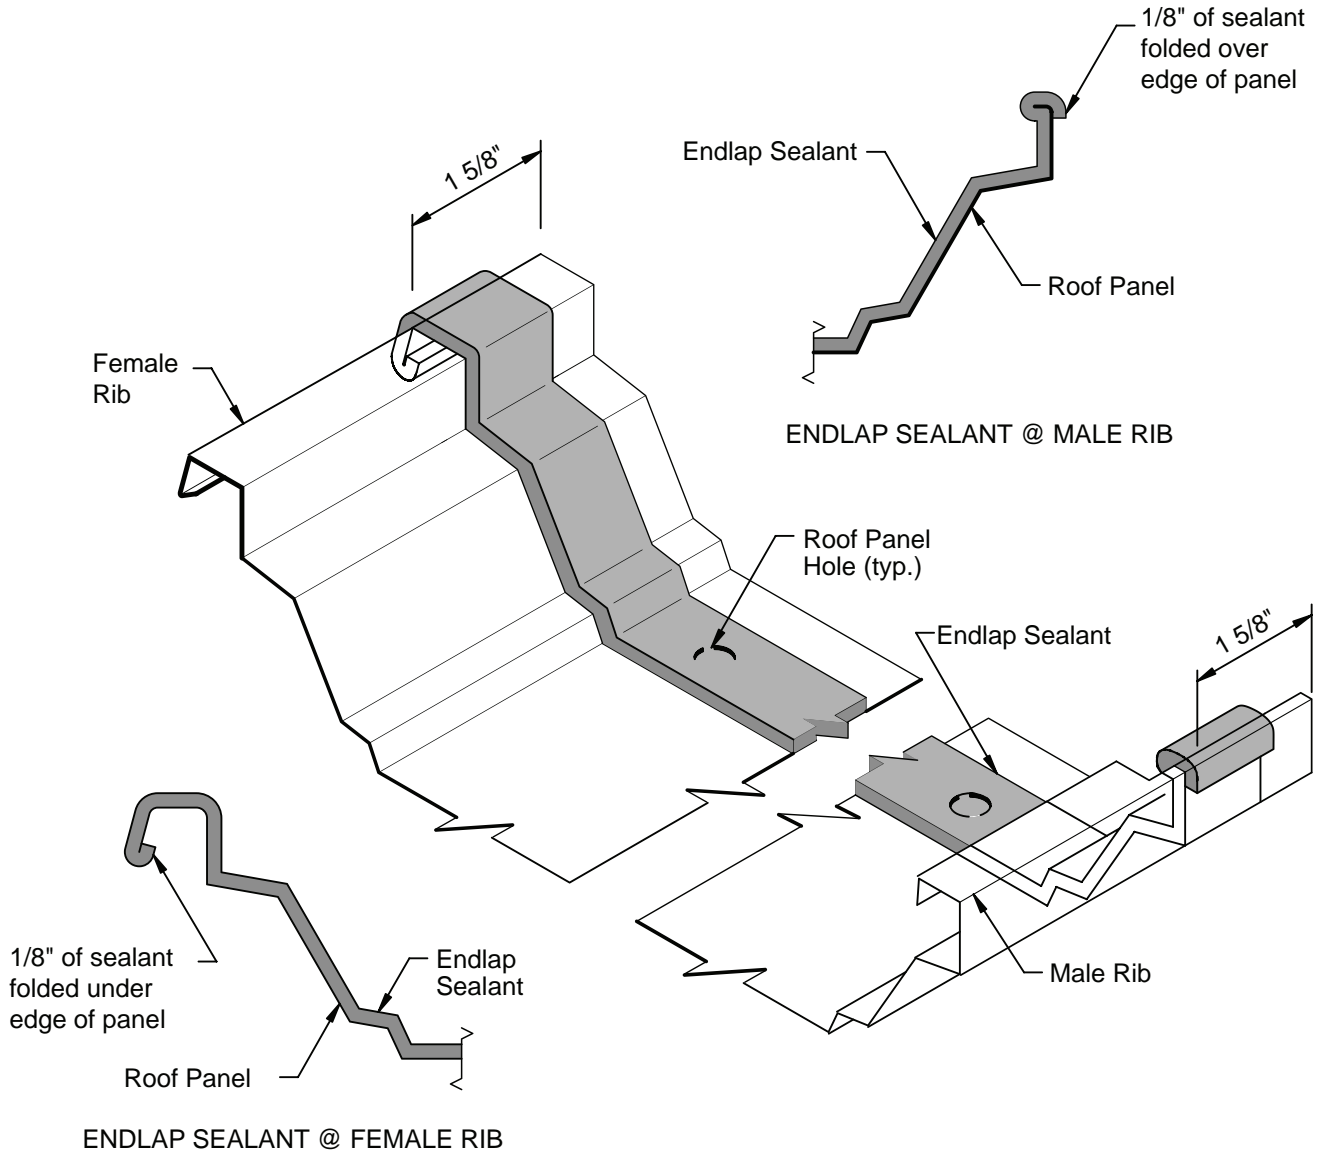 1/8" of sealant
folded over
edge of panel
Endlap Sealant
1 5/8"
Roof Panel
Female
Rib
ENDLAP SEALANT @ MALE RIB
Roof Panel
Hole (typ.)
Endlap Sealant
1 5/8"
1/8" of sealant
folded under
edge of panel
Endlap
Sealant
Male Rib
Roof Panel
ENDLAP SEALANT @ FEMALE RIB